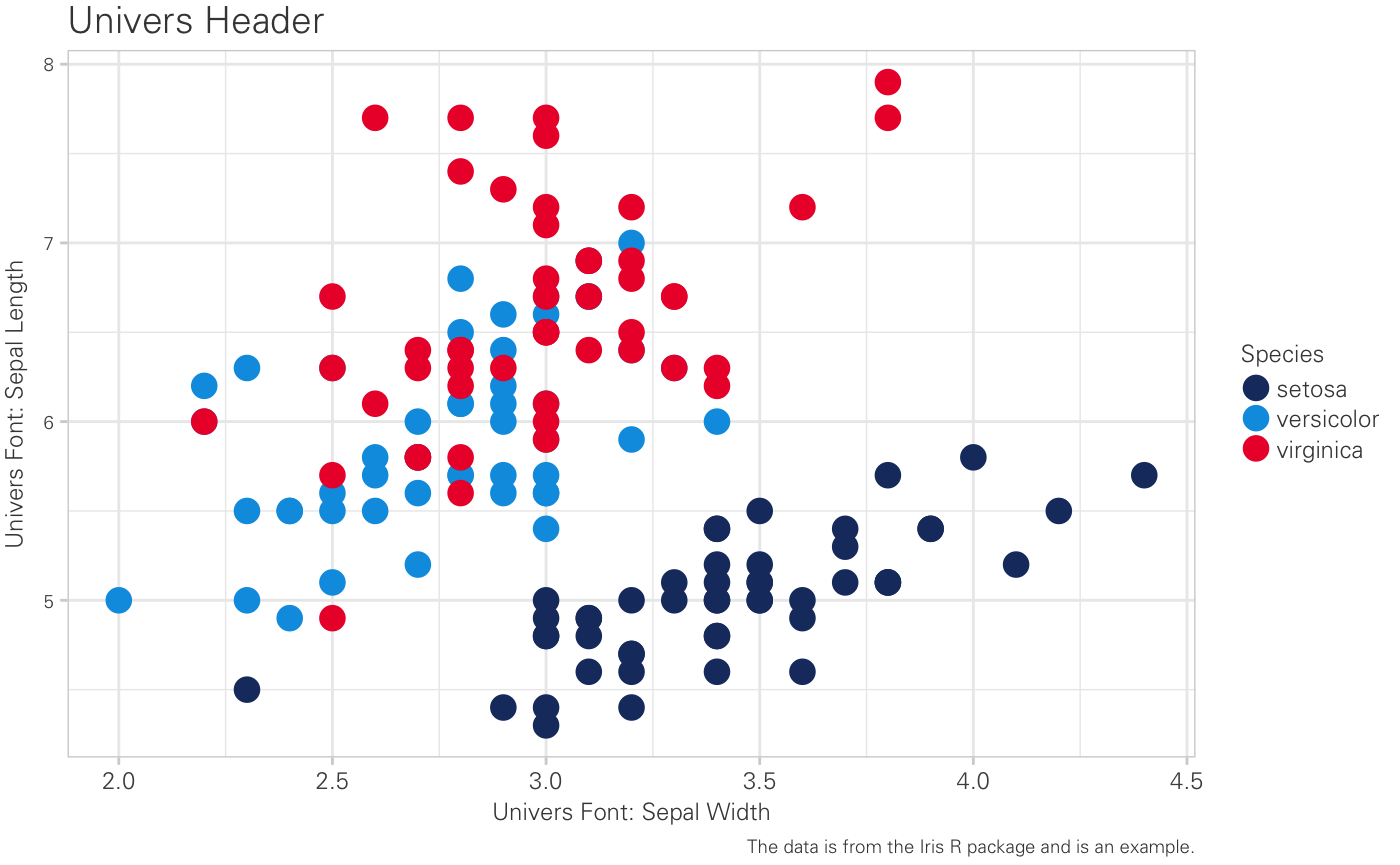 Univers Header
8
7
6
5
Univers Font: Sepal Length
2.0 2.5 3.0 3.5 4.0 4.5
Univers Font: Sepal Width
Species
setosa
versicolor
virginica
The data is from the Iris R package and is an example.